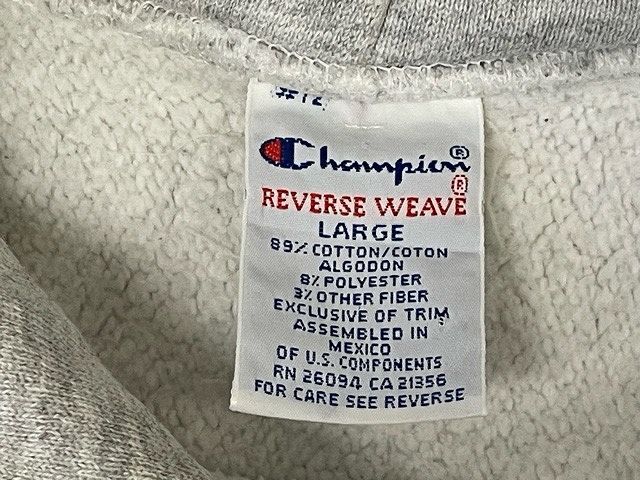 #12
Champion®
®
REVERSE WEAVE
LARGE
89% COTTON/COTON
ALGODON
8% POLYESTER
3% OTHER FIBER
EXCLUSIVE OF TRIM
ASSEMBLED IN
MEXICO
OF U.S. COMPONENTS
RN 26094 CA 21356
FOR CARE SEE REVERSE